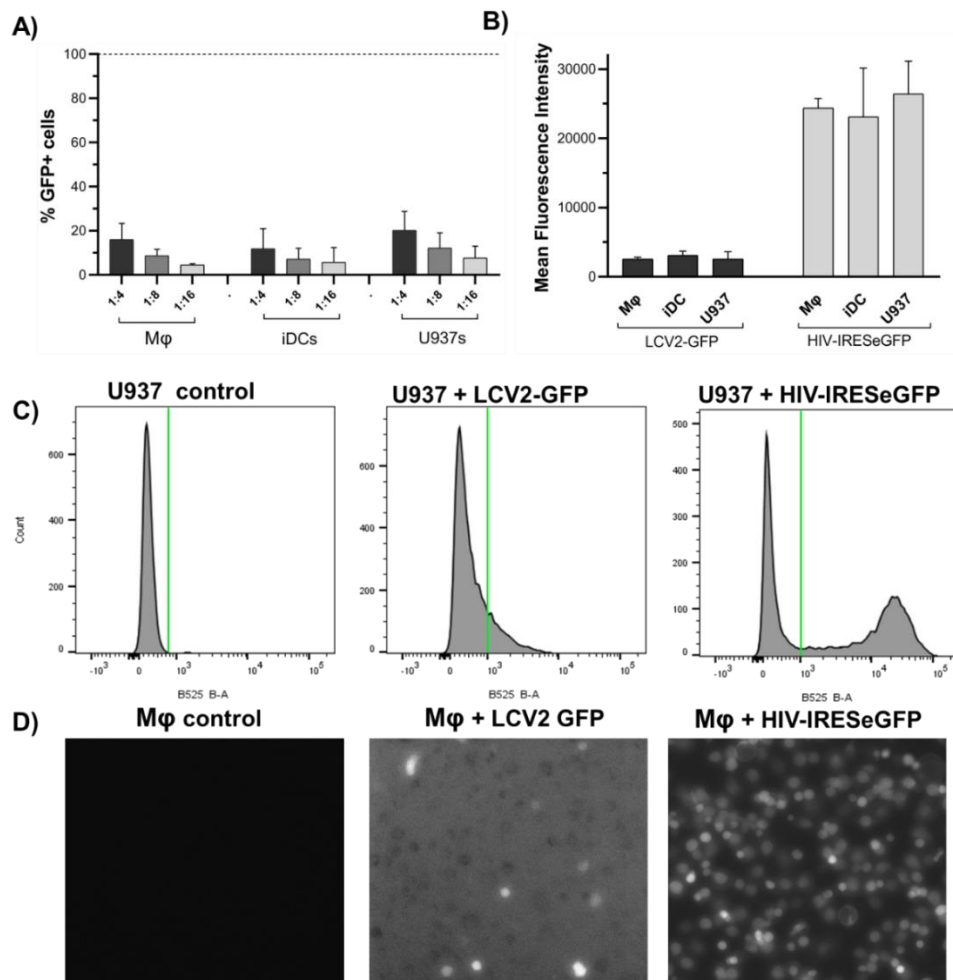 A)
% GFP+ cells
100
80
60
40
20
0
1:4
1:8
1:16
-
1:4
1:8
1:16
-
1:4
1:8
1:16
Mφ
iDCs
U937s
B)
Mean Fluorescence Intensity
30000
20000
10000
0
Mφ
iDC
U937
Mφ
iDC
U937
LCV2-GFP
HIV-IRESeGFP
C)
U937 control
Count
600
400
200
0
-10³ 0 10³ 10⁴ 10⁵
B525 B-A
U937 + LCV2-GFP
600
400
200
0
-10³ 0 10³ 10⁴ 10⁵
B525 B-A
U937 + HIV-IRESeGFP
500
400
300
200
100
0
-10³ 0 10³ 10⁴ 10⁵
B525 B-A
D)
Mφ control
Mφ + LCV2 GFP
Mφ + HIV-IRESeGFP